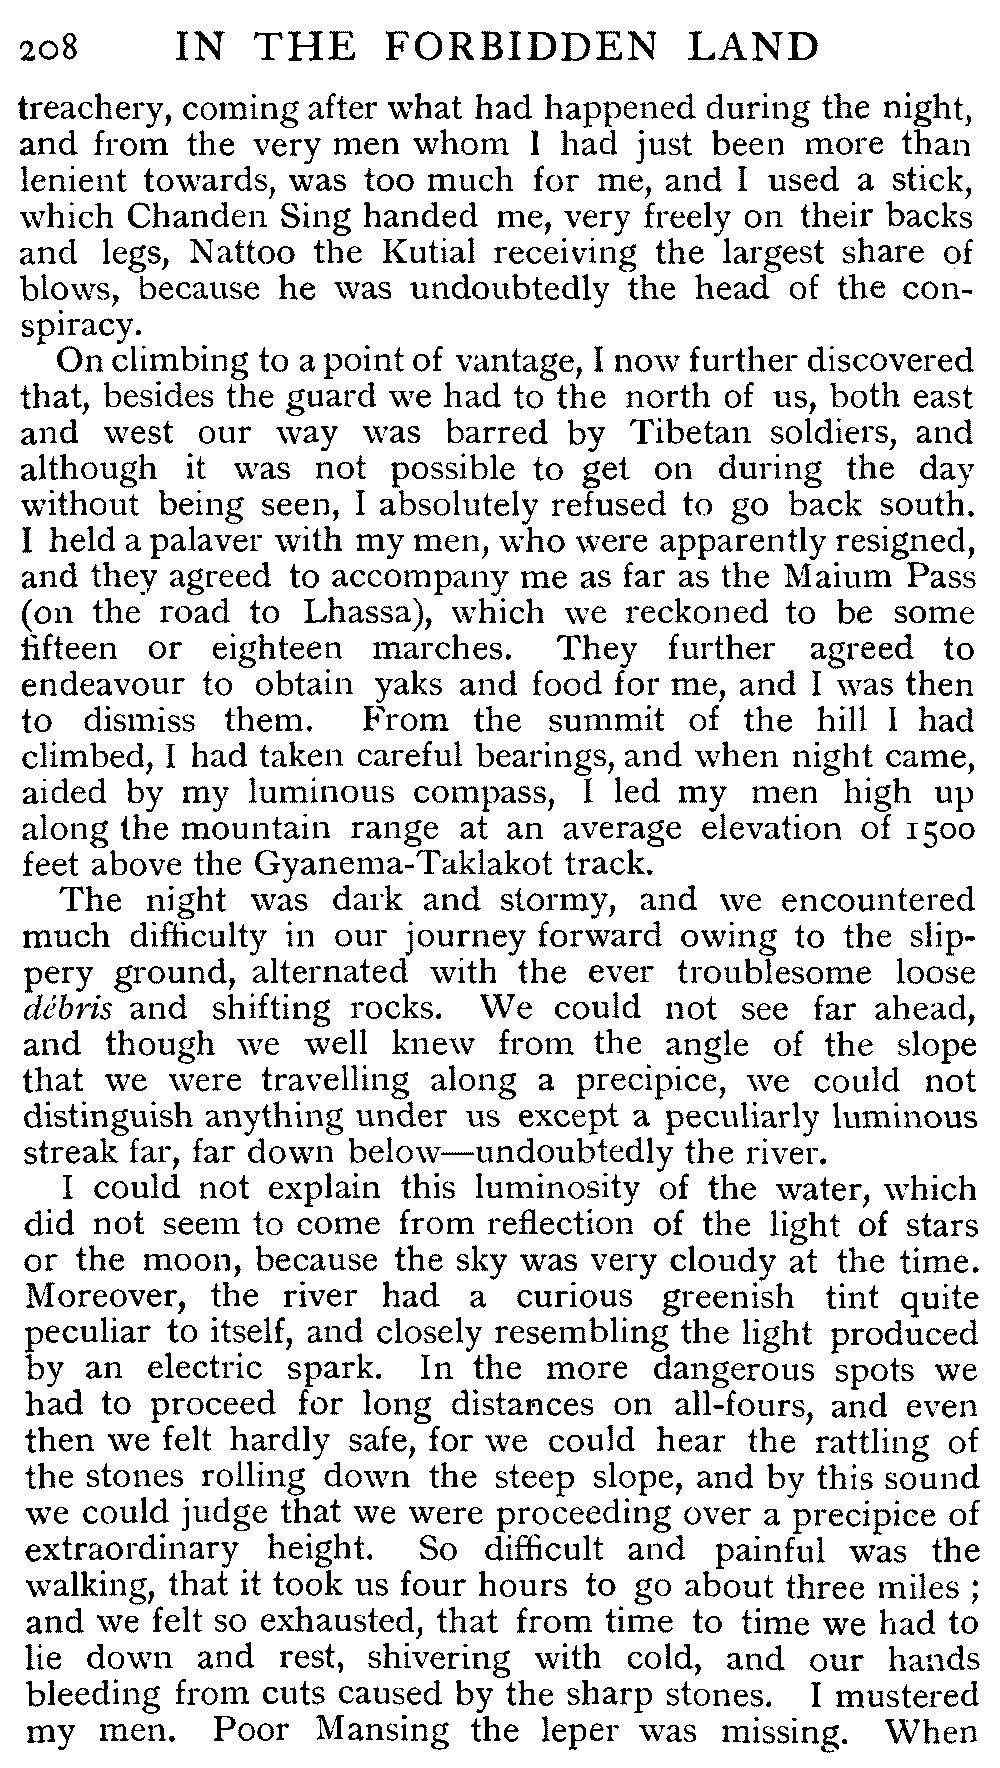 208 IN THE FORBIDDEN LAND
treachery, coming after what had happened during the night,
and from the very men whom I had just been more than
lenient towards, was too much for me, and I used a stick,
which Chanden Sing handed me, very freely on their backs
and legs, Nattoo the Kutial receiving the largest share of
blows, because he was undoubtedly the head of the con-
spiracy.
On climbing to a point of vantage, I now further discovered
that, besides the guard we had to the north of us, both east
and west our way was barred by Tibetan soldiers, and
although it was not possible to get on during the day
without being seen, I absolutely refused to go back south.
I held a palaver with my men, who were apparently resigned,
and they agreed to accompany me as far as the Maium Pass
(on the road to Lhassa), which we reckoned to be some
fifteen or eighteen marches. They further agreed to
endeavour to obtain yaks and food for me, and I was then
to dismiss them. From the summit of the hill I had
climbed, I had taken careful bearings, and when night came,
aided by my luminous compass, I led my men high up
along the mountain range at an average elevation of 1500
feet above the Gyanema-Taklakot track.
The night was dark and stormy, and we encountered
much difficulty in our journey forward owing to the slip-
pery ground, alternated with the ever troublesome loose
débris and shifting rocks. We could not see far ahead,
and though we well knew from the angle of the slope
that we were travelling along a precipice, we could not
distinguish anything under us except a peculiarly luminous
streak far, far down below—undoubtedly the river.
I could not explain this luminosity of the water, which
did not seem to come from reflection of the light of stars
or the moon, because the sky was very cloudy at the time.
Moreover, the river had a curious greenish tint quite
peculiar to itself, and closely resembling the light produced
by an electric spark. In the more dangerous spots we
had to proceed for long distances on all-fours, and even
then we felt hardly safe, for we could hear the rattling of
the stones rolling down the steep slope, and by this sound
we could judge that we were proceeding over a precipice of
extraordinary height. So difficult and painful was the
walking, that it took us four hours to go about three miles ;
and we felt so exhausted, that from time to time we had to
lie down and rest, shivering with cold, and our hands
bleeding from cuts caused by the sharp stones. I mustered
my men. Poor Mansing the leper was missing. When